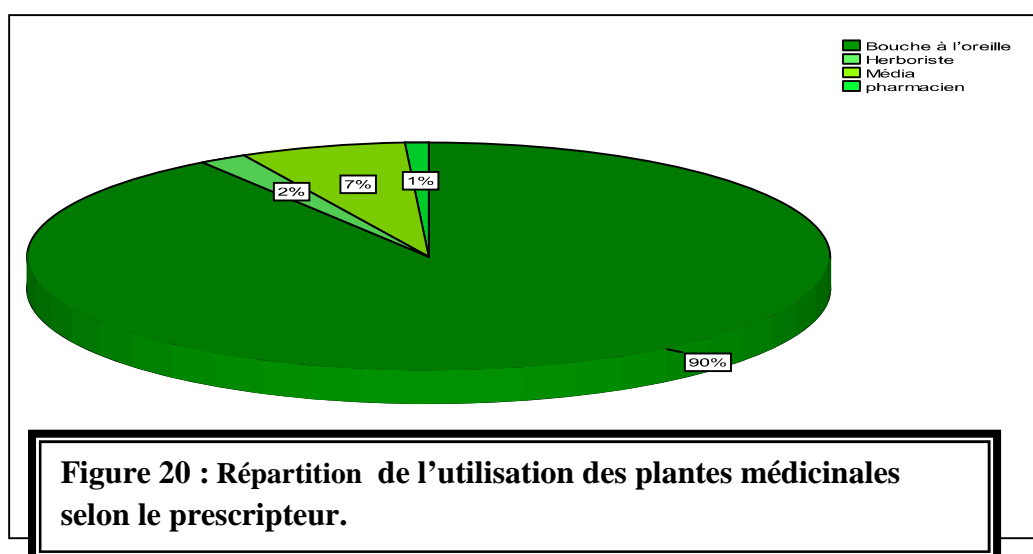 Bouche à l'oreille
Herboriste
Média
pharmacien
2%
7%
1%
90%
Figure 20 : Répartition de l’utilisation des plantes médicinales
selon le prescripteur.